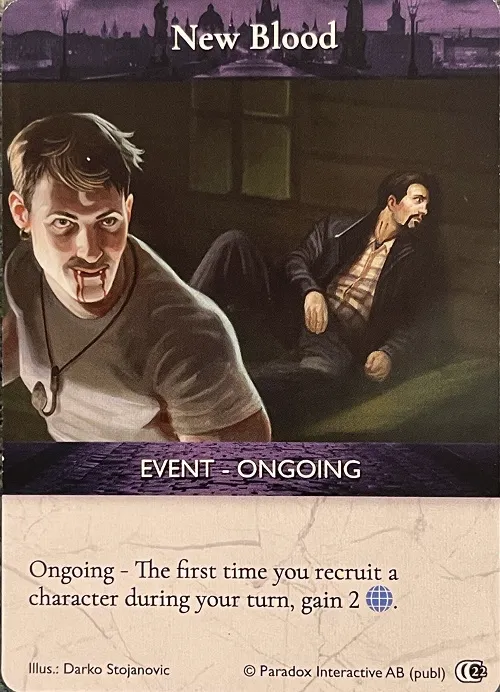 New Blood
EVENT - ONGOING
Ongoing - The first time you recruit a
character during your turn, gain 2 .
Illus.: Darko Stojanovic © Paradox Interactive AB (publ) 22